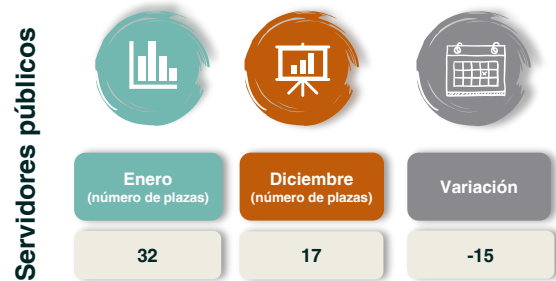 Servidores públicos
Enero
(número de plazas)
Diciembre
(número de plazas)
Variación
32
17
-15